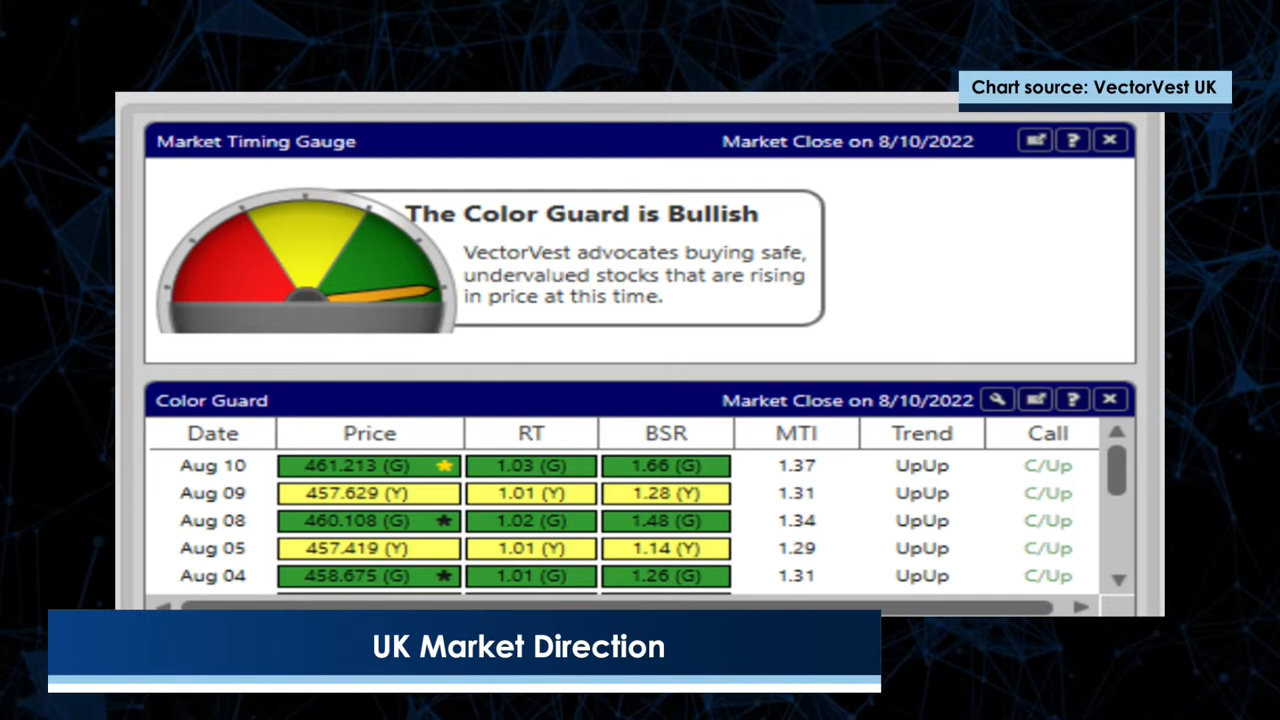 Chart source: VectorVest UK
Market Timing Gauge Market Close on 8/10/2022 ?
The Color Guard is Bullish
VectorVest advocates buying safe,
undervalued stocks that are rising
in price at this time.
Color Guard Market Close on 8/10/2022 ?
Date Price RT BSR MTI Trend Call
Aug 10 461.213 (G) 1.03 (G) 1.66 (G) 1.37 UpUp C/Up
Aug 09 457.629 (Y) 1.01 (Y) 1.28 (Y) 1.31 UpUp C/Up
Aug 08 460.108 (G) 1.02 (G) 1.48 (G) 1.34 UpUp C/Up
Aug 05 457.419 (Y) 1.01 (Y) 1.14 (Y) 1.29 UpUp C/Up
Aug 04 458.675 (G) 1.01 (G) 1.26 (G) 1.31 UpUp C/Up
UK Market Direction